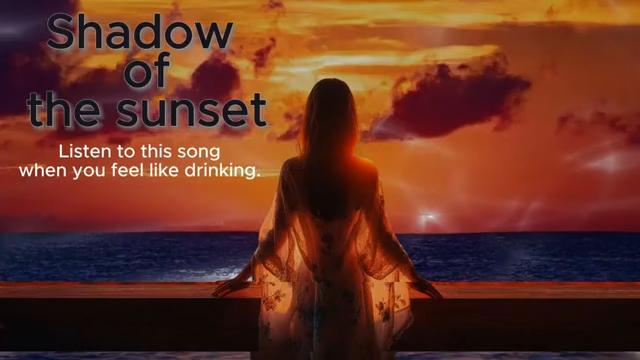 Shadow
of
the sunset
Listen to this song
when you feel like drinking.